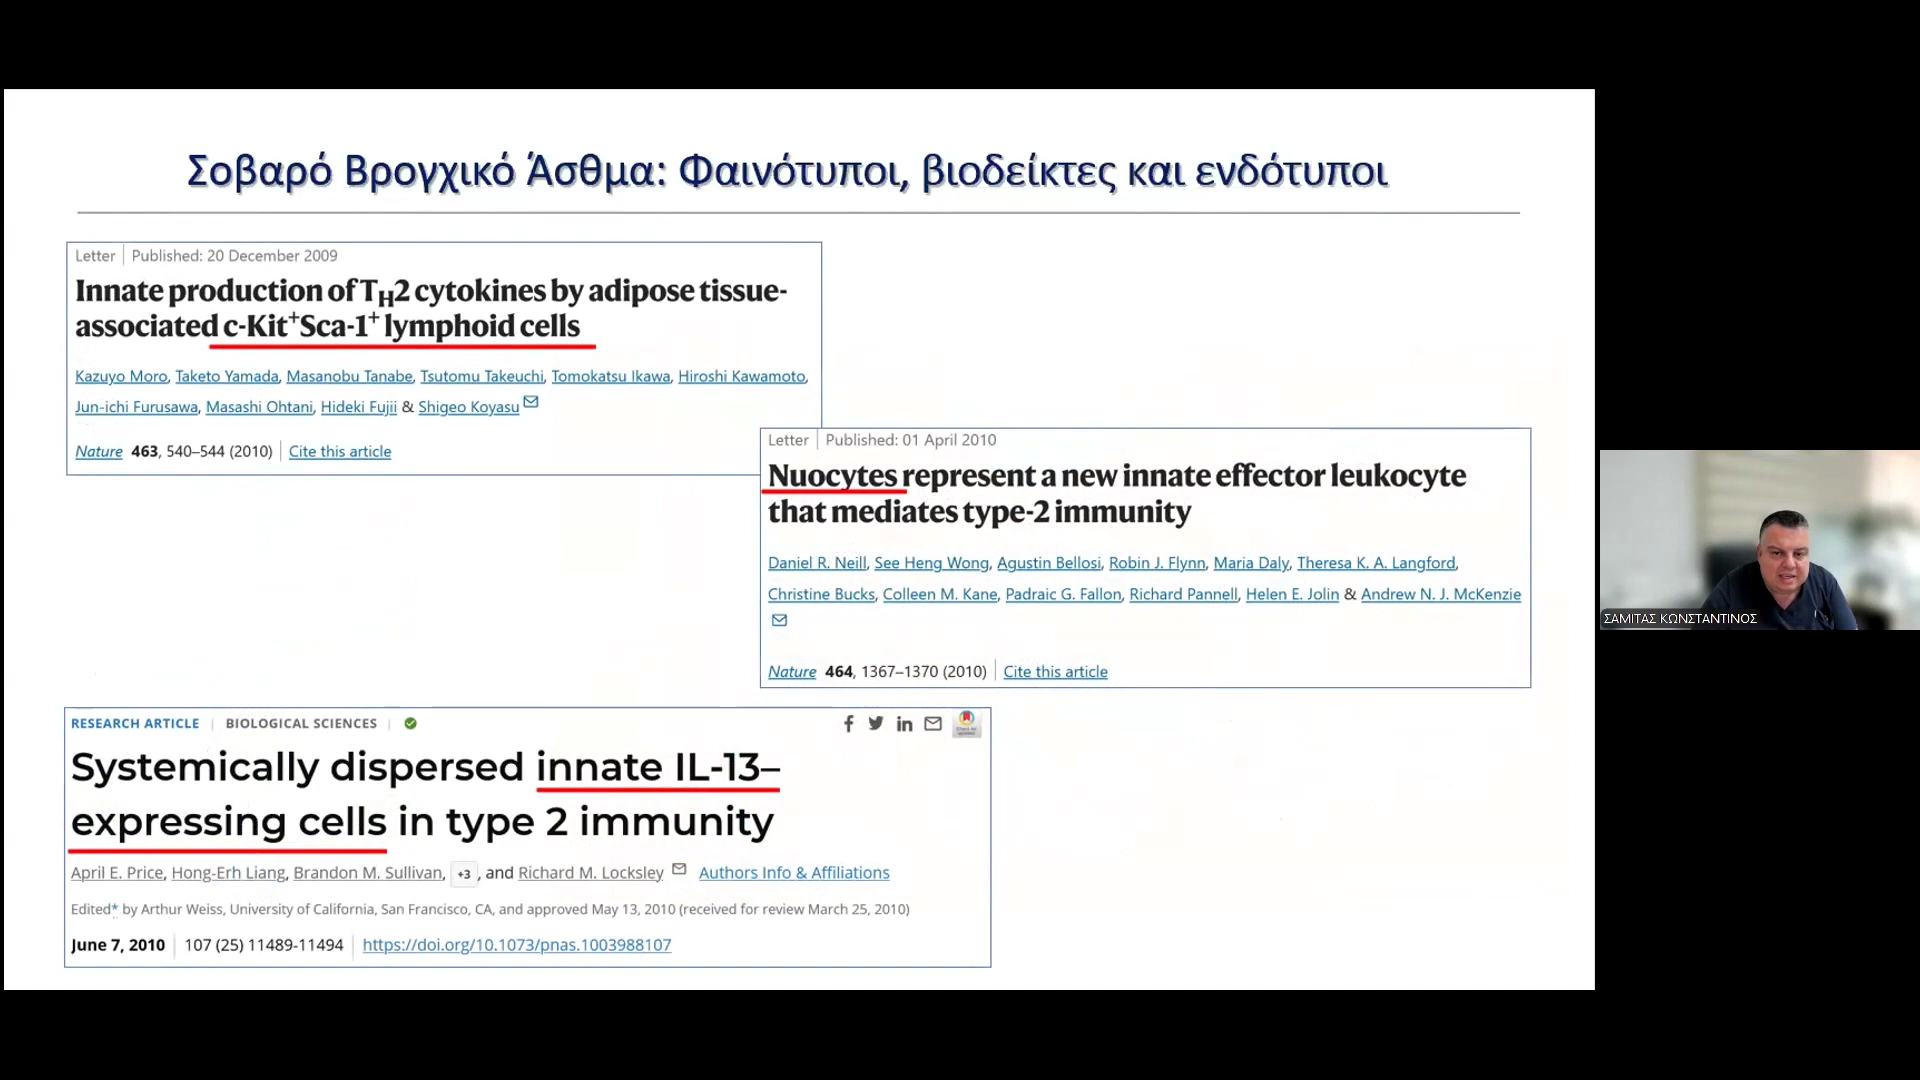 Σοβαρό Βρογχικό Άσθμα: Φαινότυποι, βιοδείκτες και ενδότυποι
Letter | Published: 20 December 2009
Innate production of TH2 cytokines by adipose tissue-
associated c-Kit+Sca-1+ lymphoid cells
Kazuyo Moro, Taketo Yamada, Masanobu Tanabe, Tsutomu Takeuchi, Tomokatsu Ikawa, Hiroshi Kawamoto,
Jun-ichi Furusawa, Masashi Ohtani, Hideki Fujii & Shigeo Koyasu
Nature 463, 540–544 (2010) | Cite this article
Letter | Published: 01 April 2010
Nuocytes represent a new innate effector leukocyte
that mediates type-2 immunity
Daniel R. Neill, See Heng Wong, Agustin Bellosi, Robin J. Flynn, Maria Daly, Theresa K. A. Langford,
Christine Bucks, Colleen M. Kane, Padraic G. Fallon, Richard Pannell, Helen E. Jolin & Andrew N. J. McKenzie
Nature 464, 1367–1370 (2010) | Cite this article
RESEARCH ARTICLE | BIOLOGICAL SCIENCES |
Systemically dispersed innate IL-13–
expressing cells in type 2 immunity
April E. Price, Hong-Erh Liang, Brandon M. Sullivan, +3, and Richard M. Locksley Authors Info & Affiliations
Edited* by Arthur Weiss, University of California, San Francisco, CA, and approved May 13, 2010 (received for review March 25, 2010)
June 7, 2010 | 107 (25) 11489-11494 | https://doi.org/10.1073/pnas.1003988107
ΣΑΜΙΤΑΣ ΚΩΝΣΤΑΝΤΙΝΟΣ